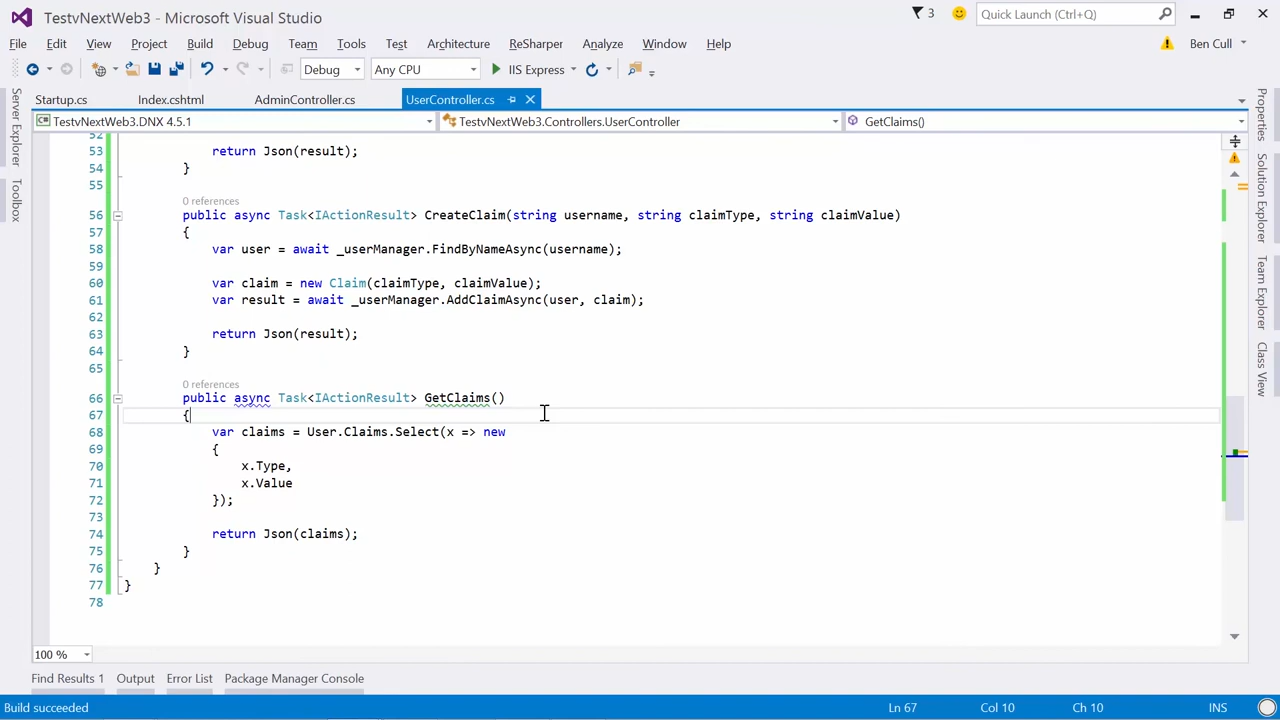 TestvNextWeb3 - Microsoft Visual Studio
3
Quick Launch (Ctrl+Q)
File Edit View Project Build Debug Team Tools Test Architecture ReSharper Analyze Window Help
Ben Cull
Debug Any CPU IIS Express
Startup.cs Index.cshtml AdminController.cs UserController.cs
TestvNextWeb3.DNX 4.5.1 TestvNextWeb3.Controllers.UserController GetClaims()
Server Explorer
Toolbox
52
53 return Json(result);
54 }
55
0 references
56 public async Task<IActionResult> CreateClaim(string username, string claimType, string claimValue)
57 {
58 var user = await _userManager.FindByNameAsync(username);
59
60 var claim = new Claim(claimType, claimValue);
61 var result = await _userManager.AddClaimAsync(user, claim);
62
63 return Json(result);
64 }
65
0 references
66 public async Task<IActionResult> GetClaims()
67 {
68 var claims = User.Claims.Select(x => new
69 {
70 x.Type,
71 x.Value
72 });
73
74 return Json(claims);
75 }
76 }
77 }
78
Properties
Solution Explorer
Team Explorer
Class View
100 %
Find Results 1 Output Error List Package Manager Console
Build succeeded Ln 67 Col 10 Ch 10 INS